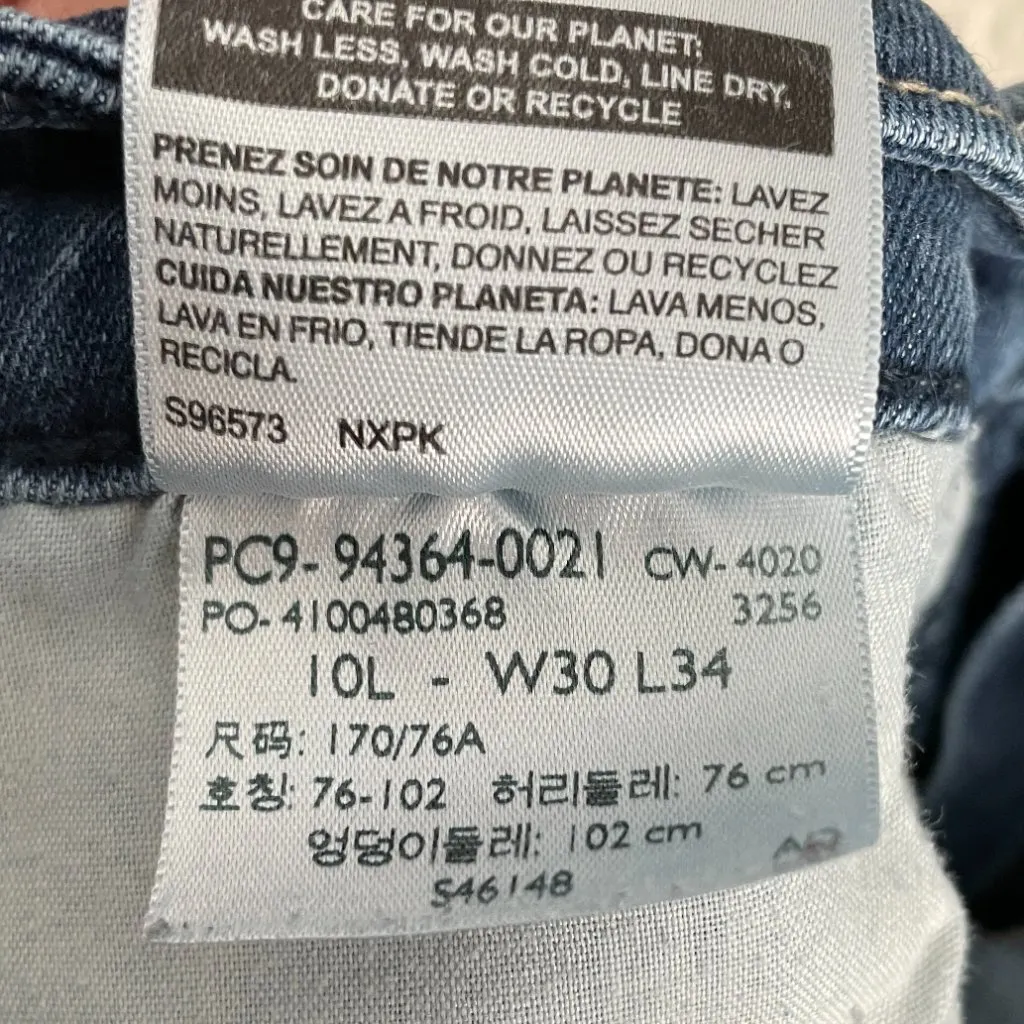 CARE FOR OUR PLANET:
WASH LESS, WASH COLD, LINE DRY,
DONATE OR RECYCLE
PRENEZ SOIN DE NOTRE PLANETE: LAVEZ
MOINS, LAVEZ A FROID, LAISSEZ SECHER
NATURELLEMENT, DONNEZ OU RECYCLEZ
CUIDA NUESTRO PLANETA: LAVA MENOS,
LAVA EN FRIO, TIENDE LA ROPA, DONA O
RECICLA.
S96573 NXPK
PC9-94364-0021 CW-4020
PO-4100480368 3256
10L - W30 L34
尺码: 170/76A
호칭: 76-102 허리둘레: 76 cm
엉덩이둘레: 102 cm
S46148